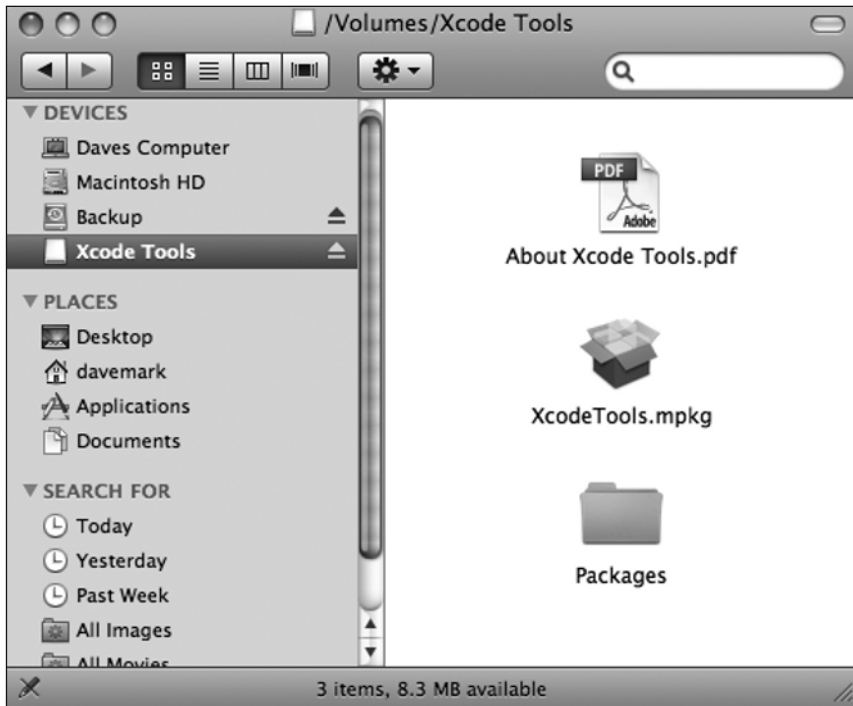 /Volumes/Xcode Tools
DEVICES
Daves Computer
Macintosh HD
Backup
Xcode Tools
PLACES
Desktop
davemark
Applications
Documents
SEARCH FOR
Today
Yesterday
Past Week
All Images
All Movies
PDF
Adobe
About Xcode Tools.pdf
XcodeTools.mpkg
Packages
3 items, 8.3 MB available